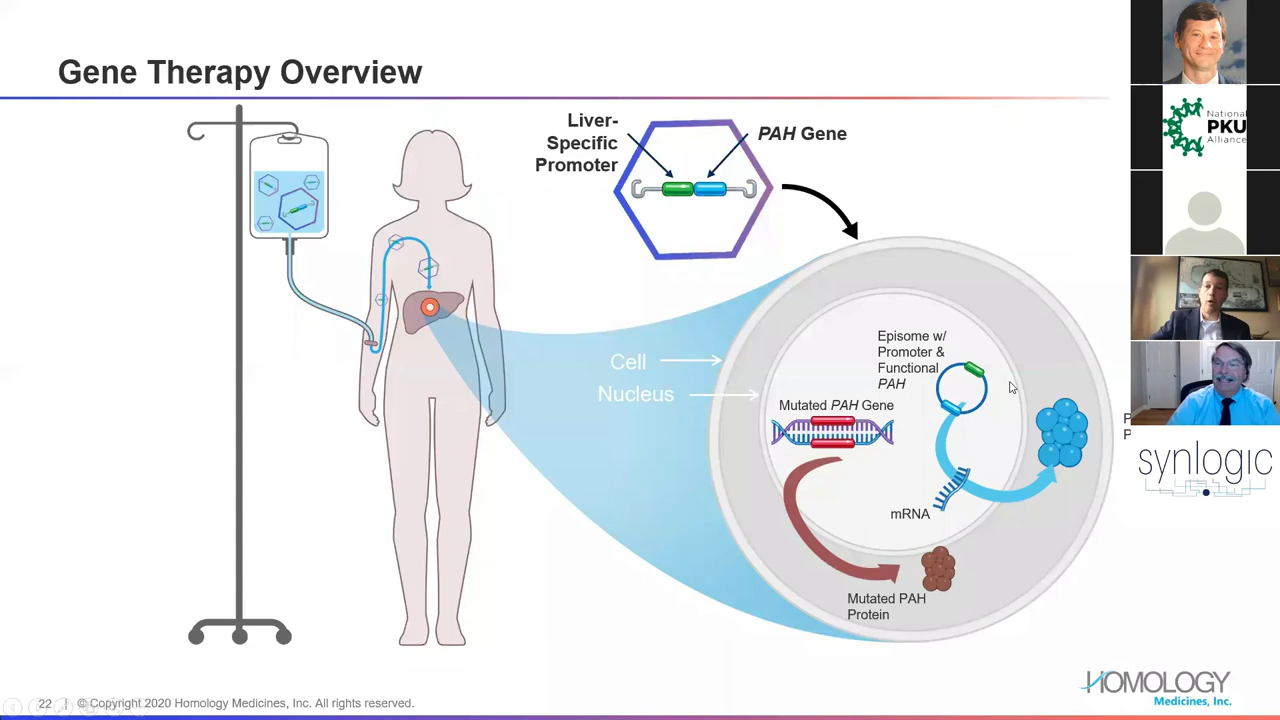 Gene Therapy Overview
Liver-
Specific
Promoter
PAH Gene
Cell
Nucleus
Episome w/
Promoter &
Functional
PAH
Mutated PAH Gene
mRNA
Mutated PAH
Protein
P
P
National
PKU
Alliance
synlogic
22 | © Copyright 2020 Homology Medicines, Inc. All rights reserved.
HOMOLOGY
Medicines, Inc.